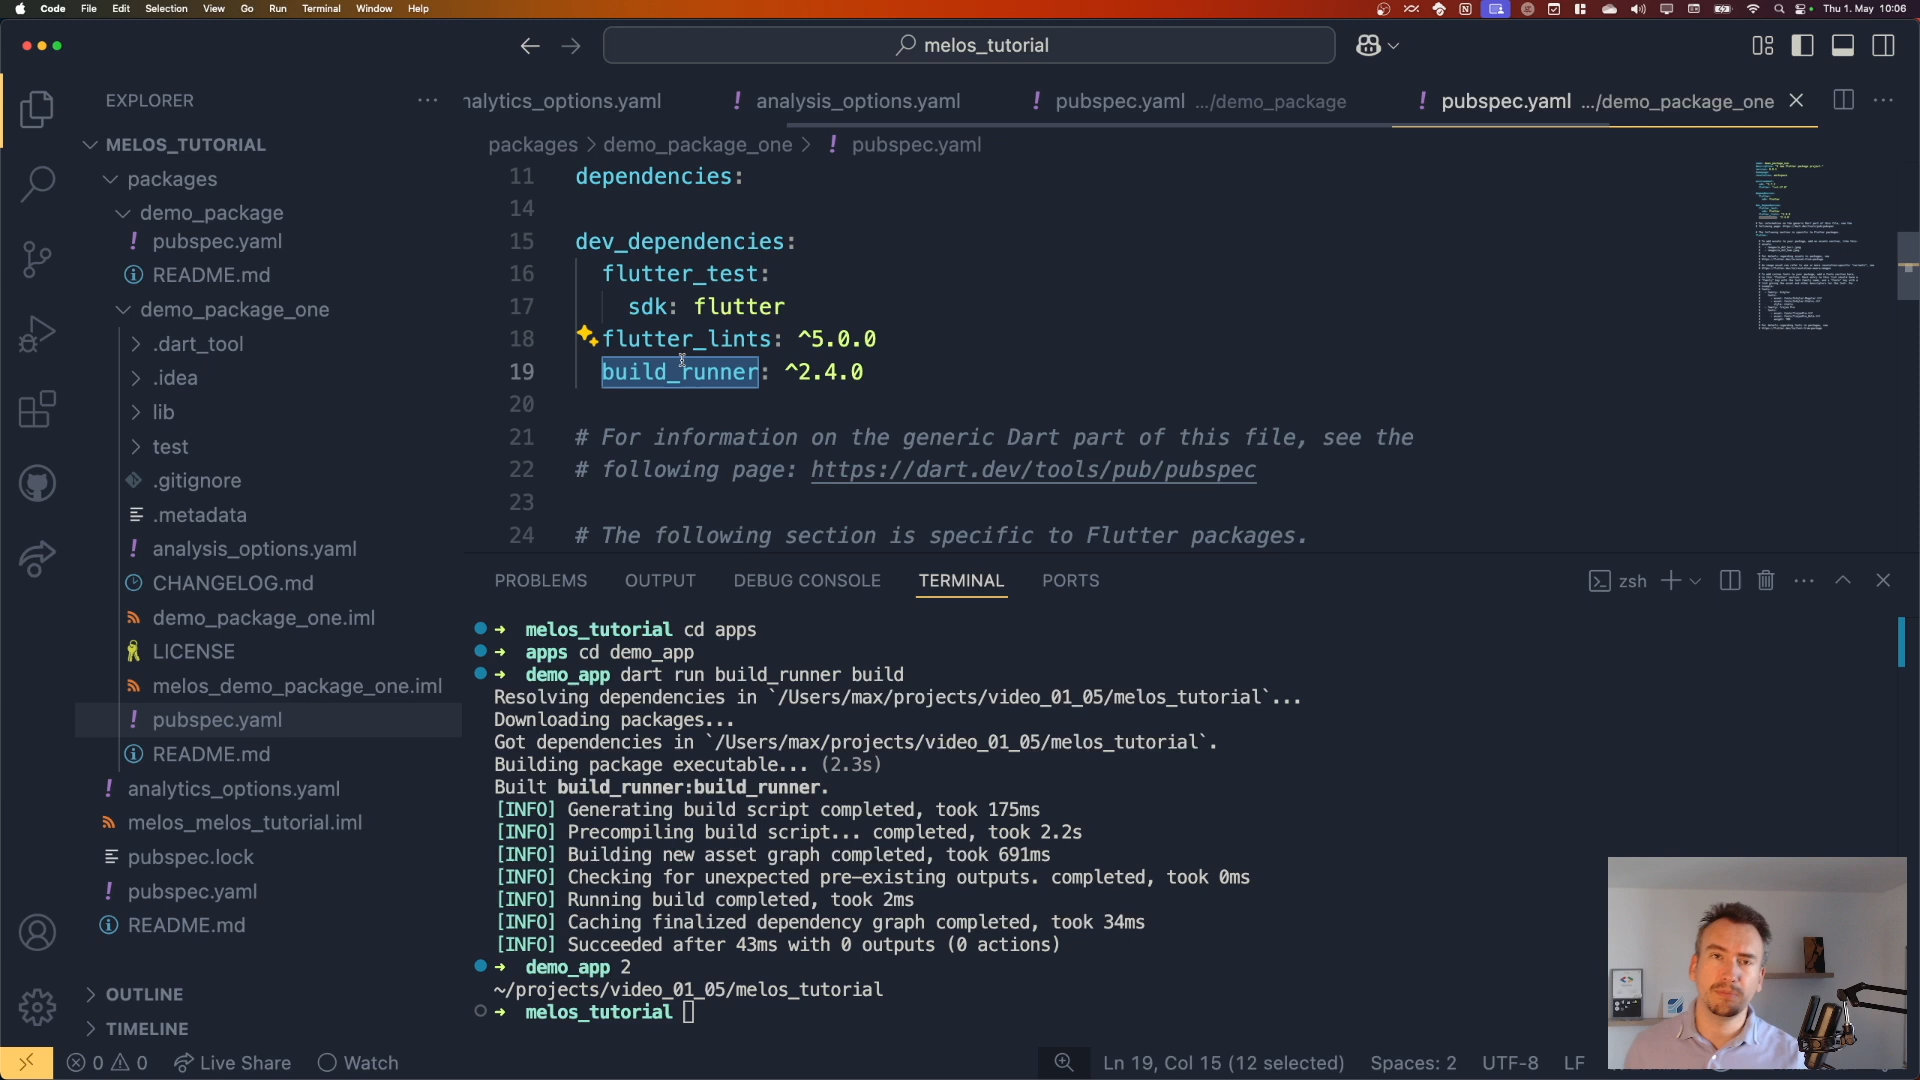 Code File Edit Selection View Go Run Terminal Window Help
Thu 1. May 10:06
melos_tutorial
EXPLORER
MELOS_TUTORIAL
packages
demo_package
pubspec.yaml
README.md
demo_package_one
.dart_tool
.idea
lib
test
.gitignore
.metadata
analysis_options.yaml
CHANGELOG.md
demo_package_one.iml
LICENSE
melos_demo_package_one.iml
pubspec.yaml
README.md
analytics_options.yaml
melos_melos_tutorial.iml
pubspec.lock
pubspec.yaml
README.md
OUTLINE
TIMELINE
nalytics_options.yaml ! analysis_options.yaml ! pubspec.yaml .../demo_package ! pubspec.yaml .../demo_package_one
packages > demo_package_one > ! pubspec.yaml
11 dependencies:
14
15 dev_dependencies:
16 flutter_test:
17 sdk: flutter
18 flutter_lints: ^5.0.0
19 build_runner: ^2.4.0
20
21 # For information on the generic Dart part of this file, see the
22 # following page: https://dart.dev/tools/pub/pubspec
23
24 # The following section is specific to Flutter packages.
PROBLEMS OUTPUT DEBUG CONSOLE TERMINAL PORTS
zsh
→ melos_tutorial cd apps
→ apps cd demo_app
→ demo_app dart run build_runner build
Resolving dependencies in `/Users/max/projects/video_01_05/melos_tutorial`...
Downloading packages...
Got dependencies in `/Users/max/projects/video_01_05/melos_tutorial`.
Building package executable... (2.3s)
Built build_runner:build_runner.
[INFO] Generating build script completed, took 175ms
[INFO] Precompiling build script... completed, took 2.2s
[INFO] Building new asset graph completed, took 691ms
[INFO] Checking for unexpected pre-existing outputs. completed, took 0ms
[INFO] Running build completed, took 2ms
[INFO] Caching finalized dependency graph completed, took 34ms
[INFO] Succeeded after 43ms with 0 outputs (0 actions)
→ demo_app 2
~/projects/video_01_05/melos_tutorial
→ melos_tutorial
0 0 Live Share Watch
Ln 19, Col 15 (12 selected) Spaces: 2 UTF-8 LF